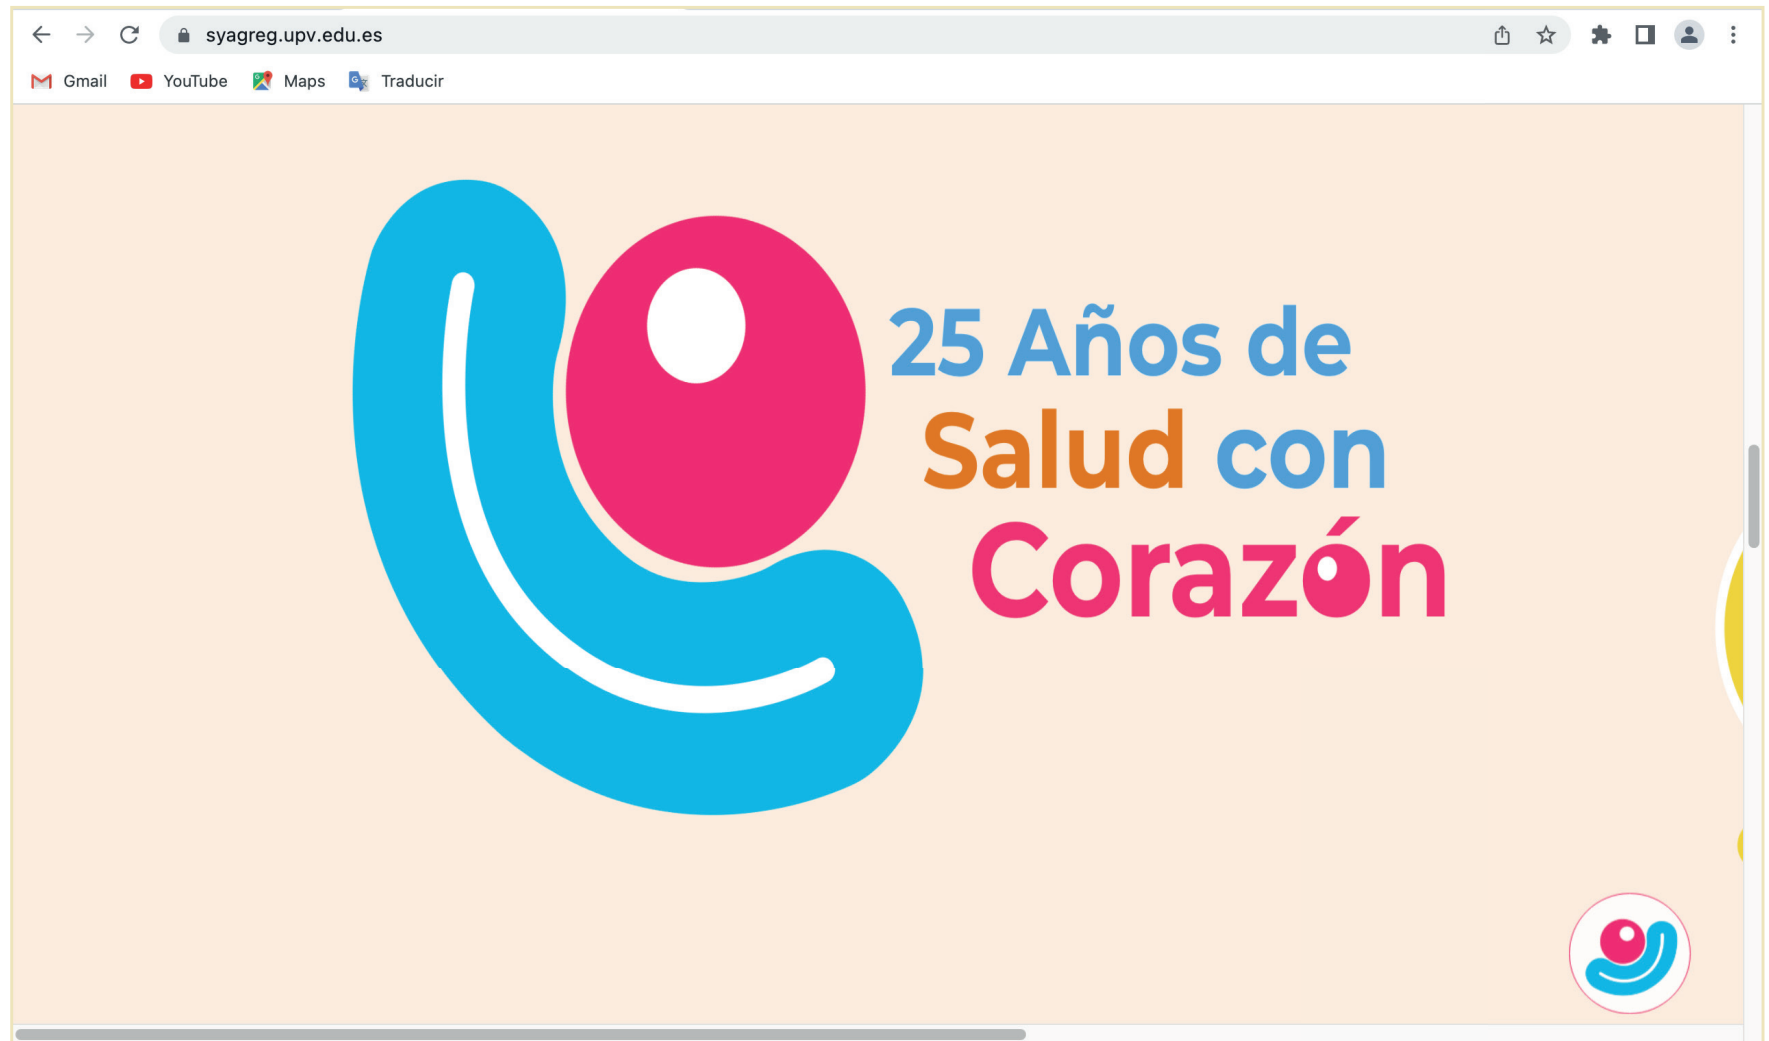 syagreg.upv.edu.es
Gmail YouTube Maps Traducir
25 Años de
Salud con
Corazón